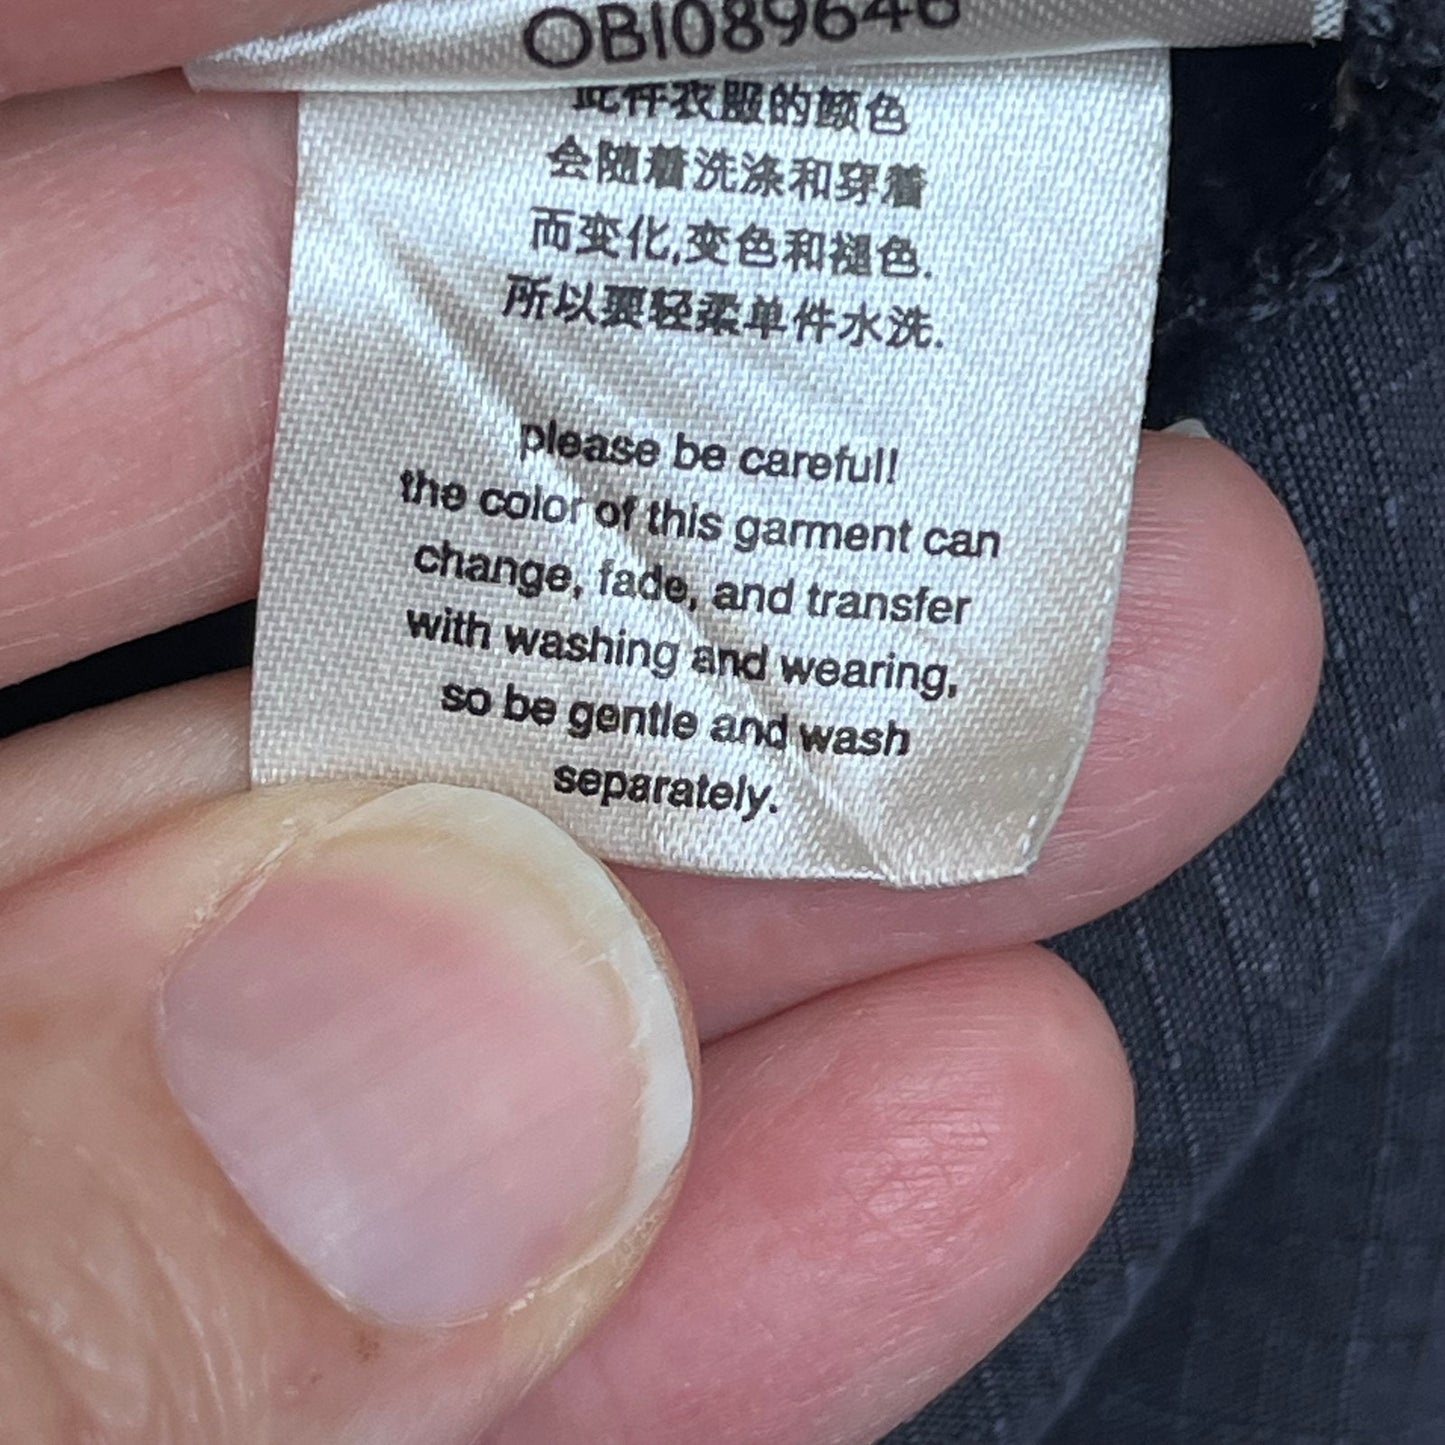 OBI089646
此件衣服的颜色
会随着洗涤和穿着
而变化,变色和褪色.
所以要轻柔单件水洗.
please be careful!
the color of this garment can
change, fade, and transfer
with washing and wearing,
so be gentle and wash
separately.